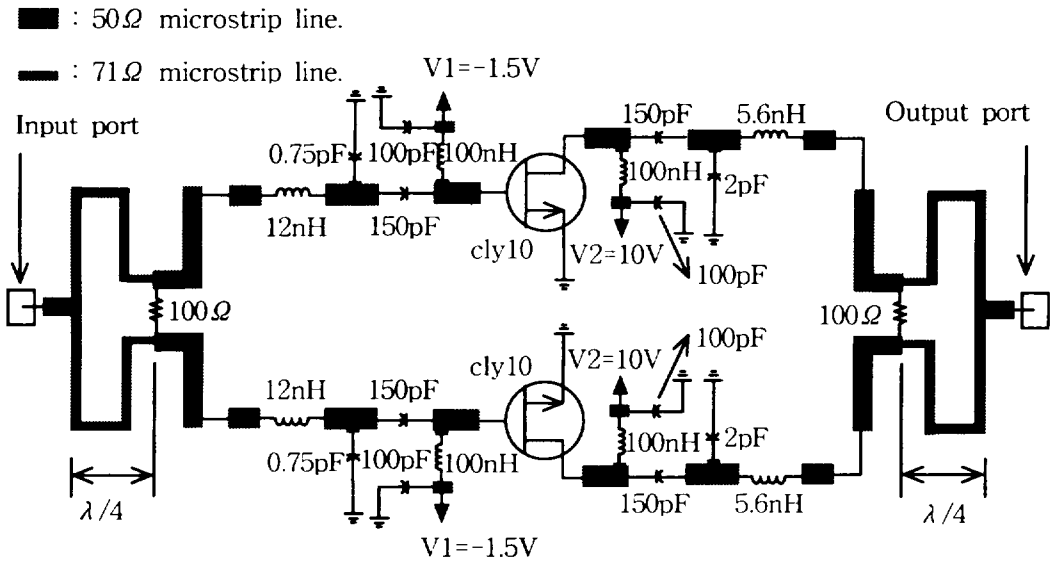 : 50Ω microstrip line.
: 71Ω microstrip line.
V1=-1.5V
Input port
150pF
5.6nH
Output port
0.75pF
100pF
100nH
100nH
2pF
12nH
150pF
cly10
V2=10V
100pF
100Ω
100Ω
100pF
cly10
V2=10V
12nH
150pF
0.75pF
100pF
100nH
100nH
2pF
150pF
5.6nH
λ/4
λ/4
V1=-1.5V